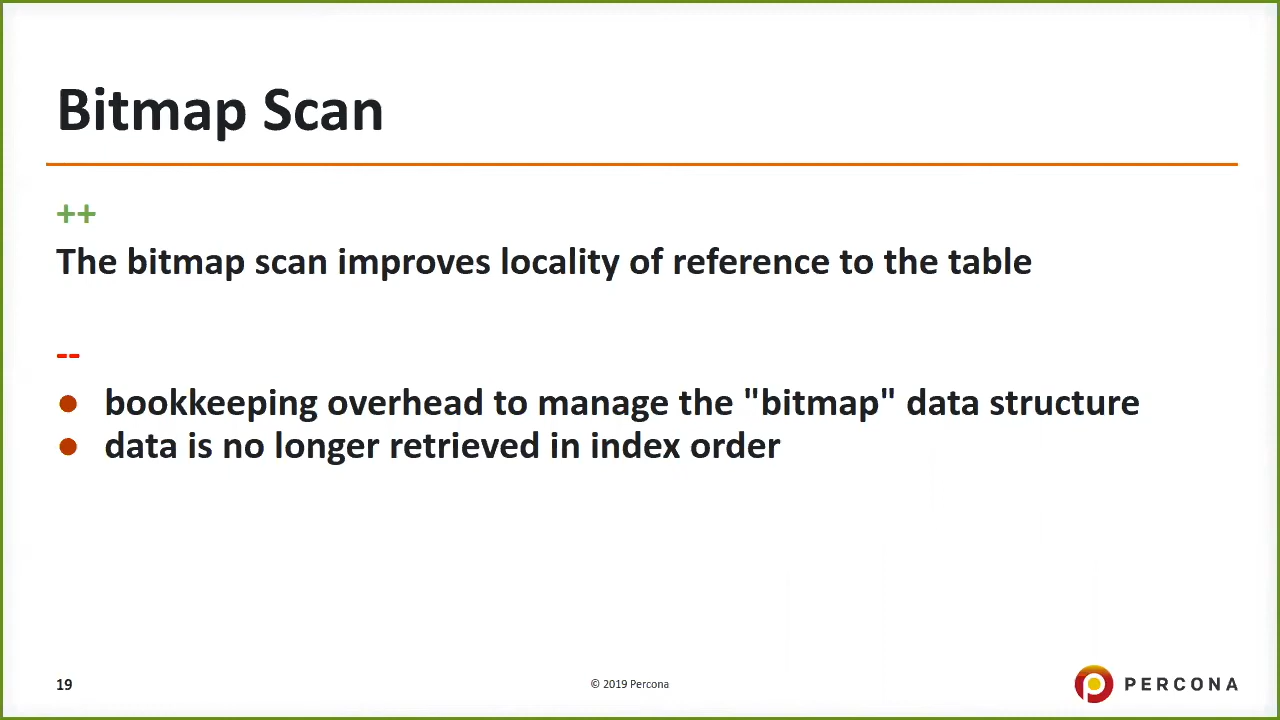 Bitmap Scan
++
The bitmap scan improves locality of reference to the table
--
● bookkeeping overhead to manage the "bitmap" data structure
● data is no longer retrieved in index order
19
© 2019 Percona
PERCONA